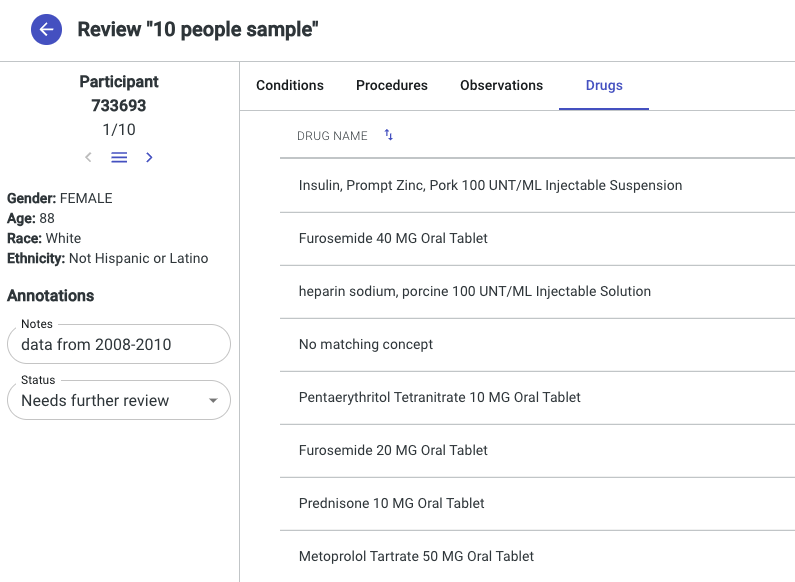 Review "10 people sample"
Participant
733693
1/10
Gender: FEMALE
Age: 88
Race: White
Ethnicity: Not Hispanic or Latino
Annotations
Notes
data from 2008-2010
Status
Needs further review
Conditions Procedures Observations Drugs
DRUG NAME
Insulin, Prompt Zinc, Pork 100 UNT/ML Injectable Suspension
Furosemide 40 MG Oral Tablet
heparin sodium, porcine 100 UNT/ML Injectable Solution
No matching concept
Pentaerythritol Tetranitrate 10 MG Oral Tablet
Furosemide 20 MG Oral Tablet
Prednisone 10 MG Oral Tablet
Metoprolol Tartrate 50 MG Oral Tablet